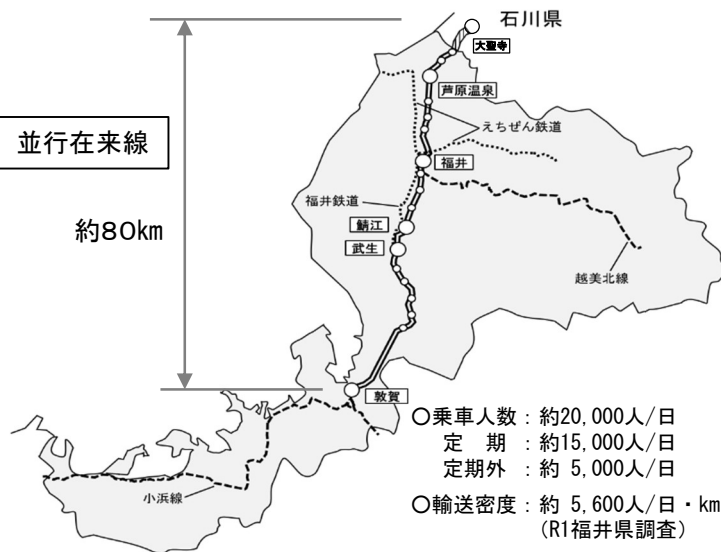 石川県
大聖寺
芦原温泉
えちぜん鉄道
並行在来線
福井
福井鉄道
鯖江
約80km
武生
越美北線
敦賀
○乗車人数：約20,000人/日
定　期：約15,000人/日
定期外：約 5,000人/日
小浜線
○輸送密度：約 5,600人/日・km
（R1福井県調査）